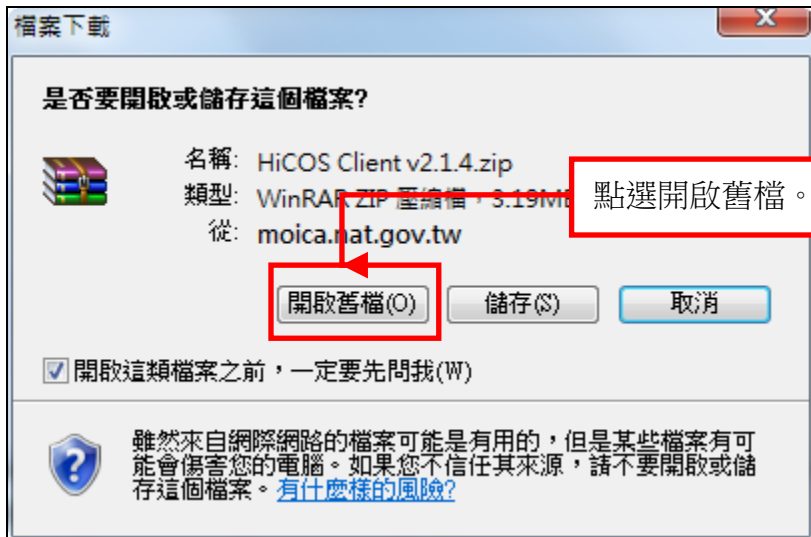 檔案下載
是否要開啟或儲存這個檔案?
名稱: HiCOS Client v2.1.4.zip
類型: WinRAR ZIP 壓縮檔，3.19MB
從: moica.nat.gov.tw
點選開啟舊檔。
開啟舊檔(O) 儲存(S) 取消
開啟這類檔案之前，一定要先問我(W)
雖然來自網際網路的檔案可能是有用的，但是某些檔案有可
能會傷害您的電腦。如果您不信任其來源，請不要開啟或儲
存這個檔案。有什麼樣的風險?